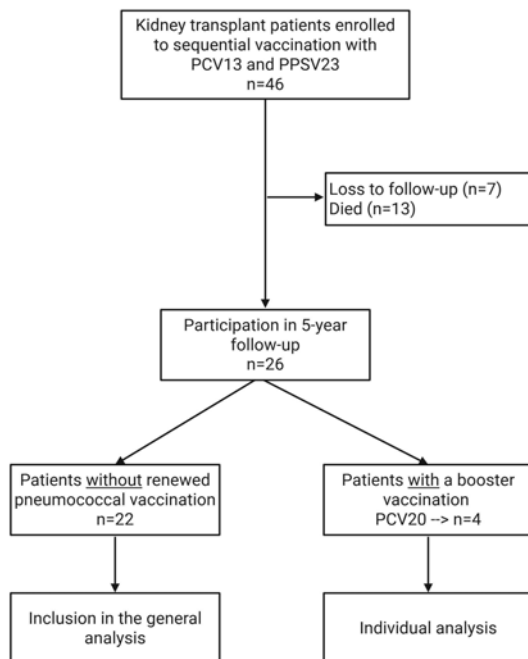 Kidney transplant patients enrolled
to sequential vaccination with
PCV13 and PPSV23
n=46
Loss to follow-up (n=7)
Died (n=13)
Participation in 5-year
follow-up
n=26
Patients without renewed
pneumococcal vaccination
n=22
Patients with a booster
vaccination
PCV20 --> n=4
Inclusion in the general
analysis
Individual analysis